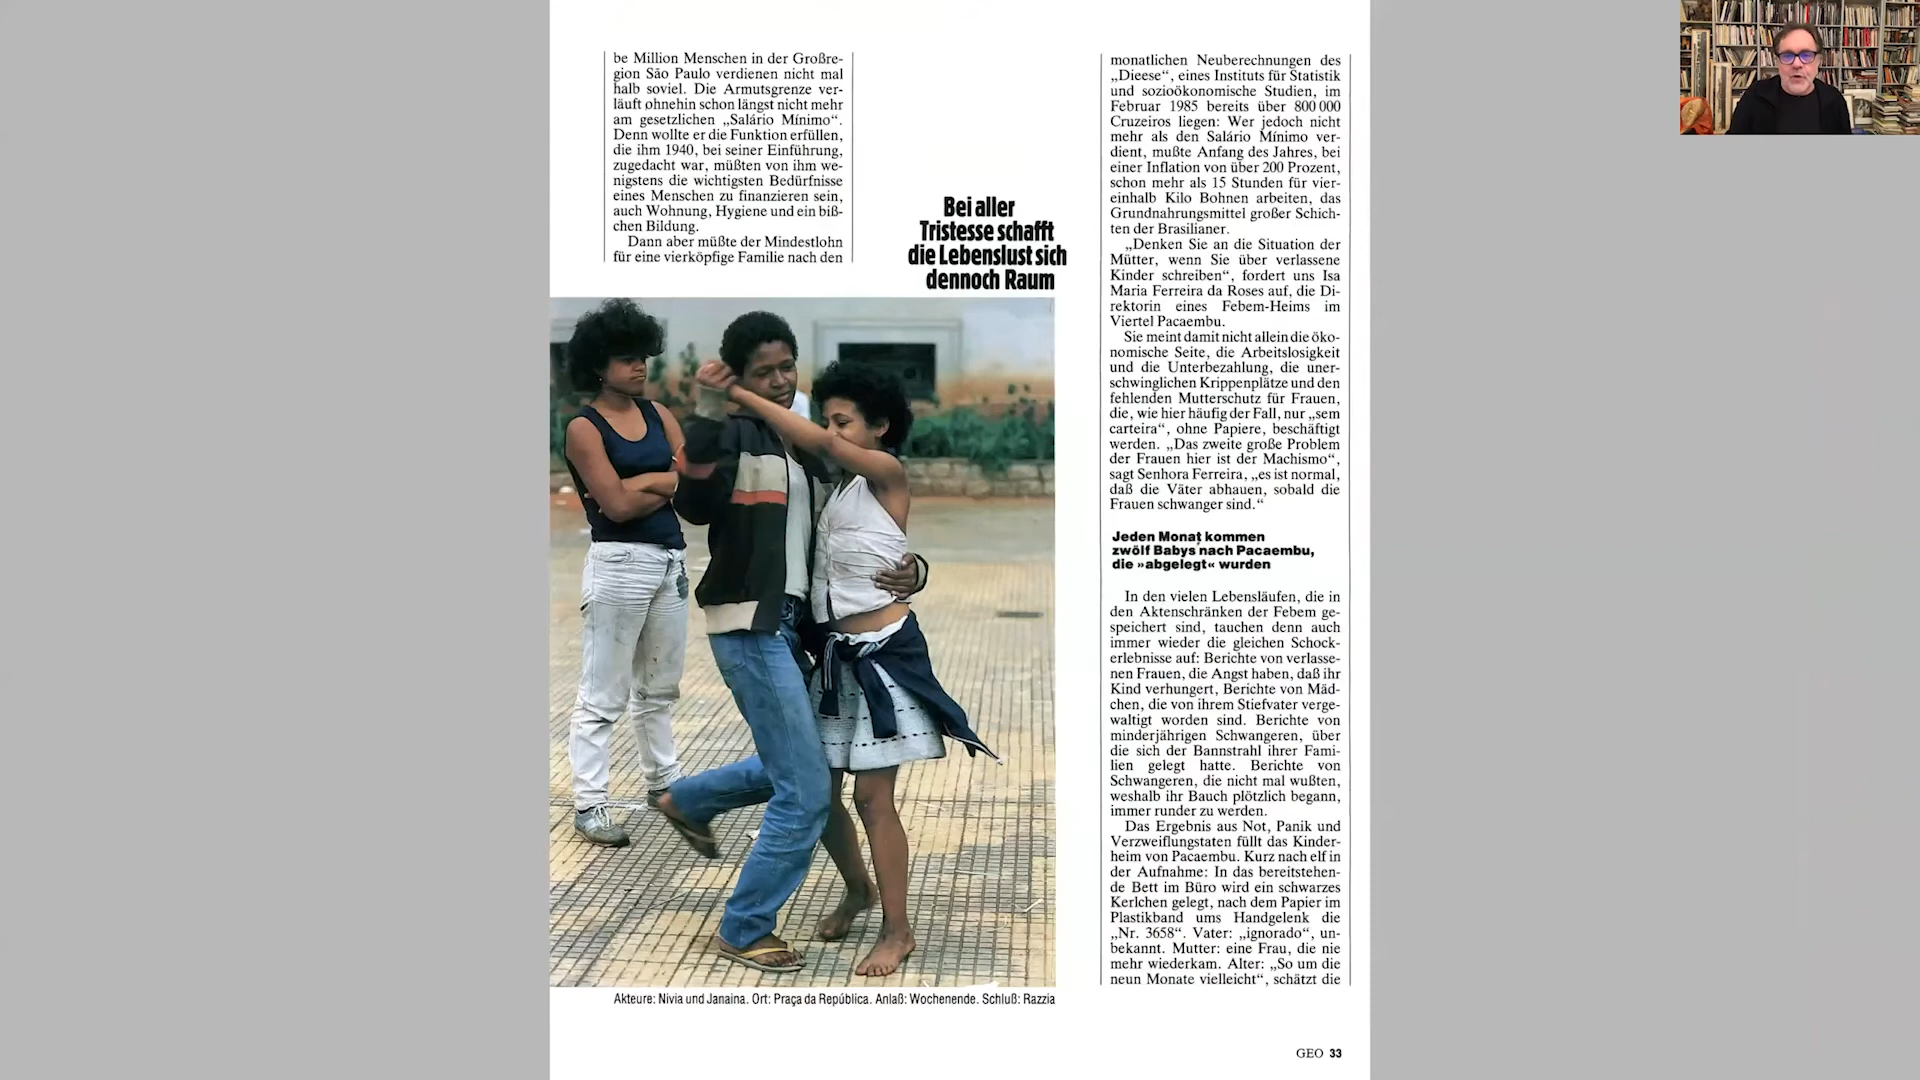 be Million Menschen in der Großre-
gion São Paulo verdienen nicht mal
halb soviel. Die Armutsgrenze ver-
läuft ohnehin schon längst nicht mehr
am gesetzlichen „Salário Mínimo“.
Denn wollte er die Funktion erfüllen,
die ihm 1940, bei seiner Einführung,
zugedacht war, müßten von ihm we-
nigstens die wichtigsten Bedürfnisse
eines Menschen zu finanzieren sein,
auch Wohnung, Hygiene und ein biß-
chen Bildung.
Dann aber müßte der Mindestlohn
für eine vierköpfige Familie nach den
Bei aller
Tristesse schafft
die Lebenslust sich
dennoch Raum
Akteure: Nivia und Janaina. Ort: Praça da República. Anlaß: Wochenende. Schluß: Razzia
monatlichen Neuberechnungen des
„Dieese“, eines Instituts für Statistik
und sozioökonomische Studien, im
Februar 1985 bereits über 800 000
Cruzeiros liegen: Wer jedoch nicht
mehr als den Salário Mínimo ver-
dient, mußte Anfang des Jahres, bei
einer Inflation von über 200 Prozent,
schon mehr als 15 Stunden für vier-
einhalb Kilo Bohnen arbeiten, das
Grundnahrungsmittel großer Schich-
ten der Brasilianer.
„Denken Sie an die Situation der
Mütter, wenn Sie über verlassene
Kinder schreiben“, fordert uns Isa
Maria Ferreira da Roses auf, die Di-
rektorin eines Febem-Heims im
Viertel Pacaembu.
Sie meint damit nicht allein die öko-
nomische Seite, die Arbeitslosigkeit
und die Unterbezahlung, die uner-
schwinglichen Krippenplätze und den
fehlenden Mutterschutz für Frauen,
die, wie hier häufig der Fall, nur „sem
carteira“, ohne Papiere, beschäftigt
werden. „Das zweite große Problem
der Frauen hier ist der Machismo“,
sagt Senhora Ferreira, „es ist normal,
daß die Väter abhauen, sobald die
Frauen schwanger sind.“
Jeden Monat kommen
zwölf Babys nach Pacaembu,
die »abgelegt« wurden
In den vielen Lebensläufen, die in
den Aktenschränken der Febem ge-
speichert sind, tauchen denn auch
immer wieder die gleichen Schock-
erlebnisse auf: Berichte von verlasse-
nen Frauen, die Angst haben, daß ihr
Kind verhungert, Berichte von Mäd-
chen, die von ihrem Stiefvater verge-
waltigt worden sind. Berichte von
minderjährigen Schwangeren, über
die sich der Bannstrahl ihrer Fami-
lien gelegt hatte. Berichte von
Schwangeren, die nicht mal wußten,
weshalb ihr Bauch plötzlich begann,
immer runder zu werden.
Das Ergebnis aus Not, Panik und
Verzweiflungstaten füllt das Kinder-
heim von Pacaembu. Kurz nach elf in
der Aufnahme: In das bereitstehen-
de Bett im Büro wird ein schwarzes
Kerlchen gelegt, nach dem Papier im
Plastikband ums Handgelenk die
„Nr. 3658“. Vater: „ignorado“, un-
bekannt. Mutter: eine Frau, die nie
mehr wiederkam. Alter: „So um die
neun Monate vielleicht“, schätzt die
GEO 33